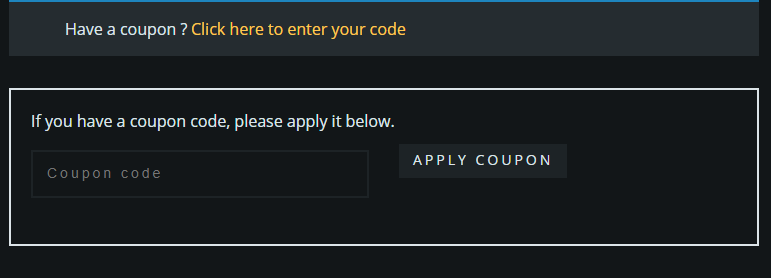 Have a coupon ? Click here to enter your code
If you have a coupon code, please apply it below.
Coupon code
APPLY COUPON